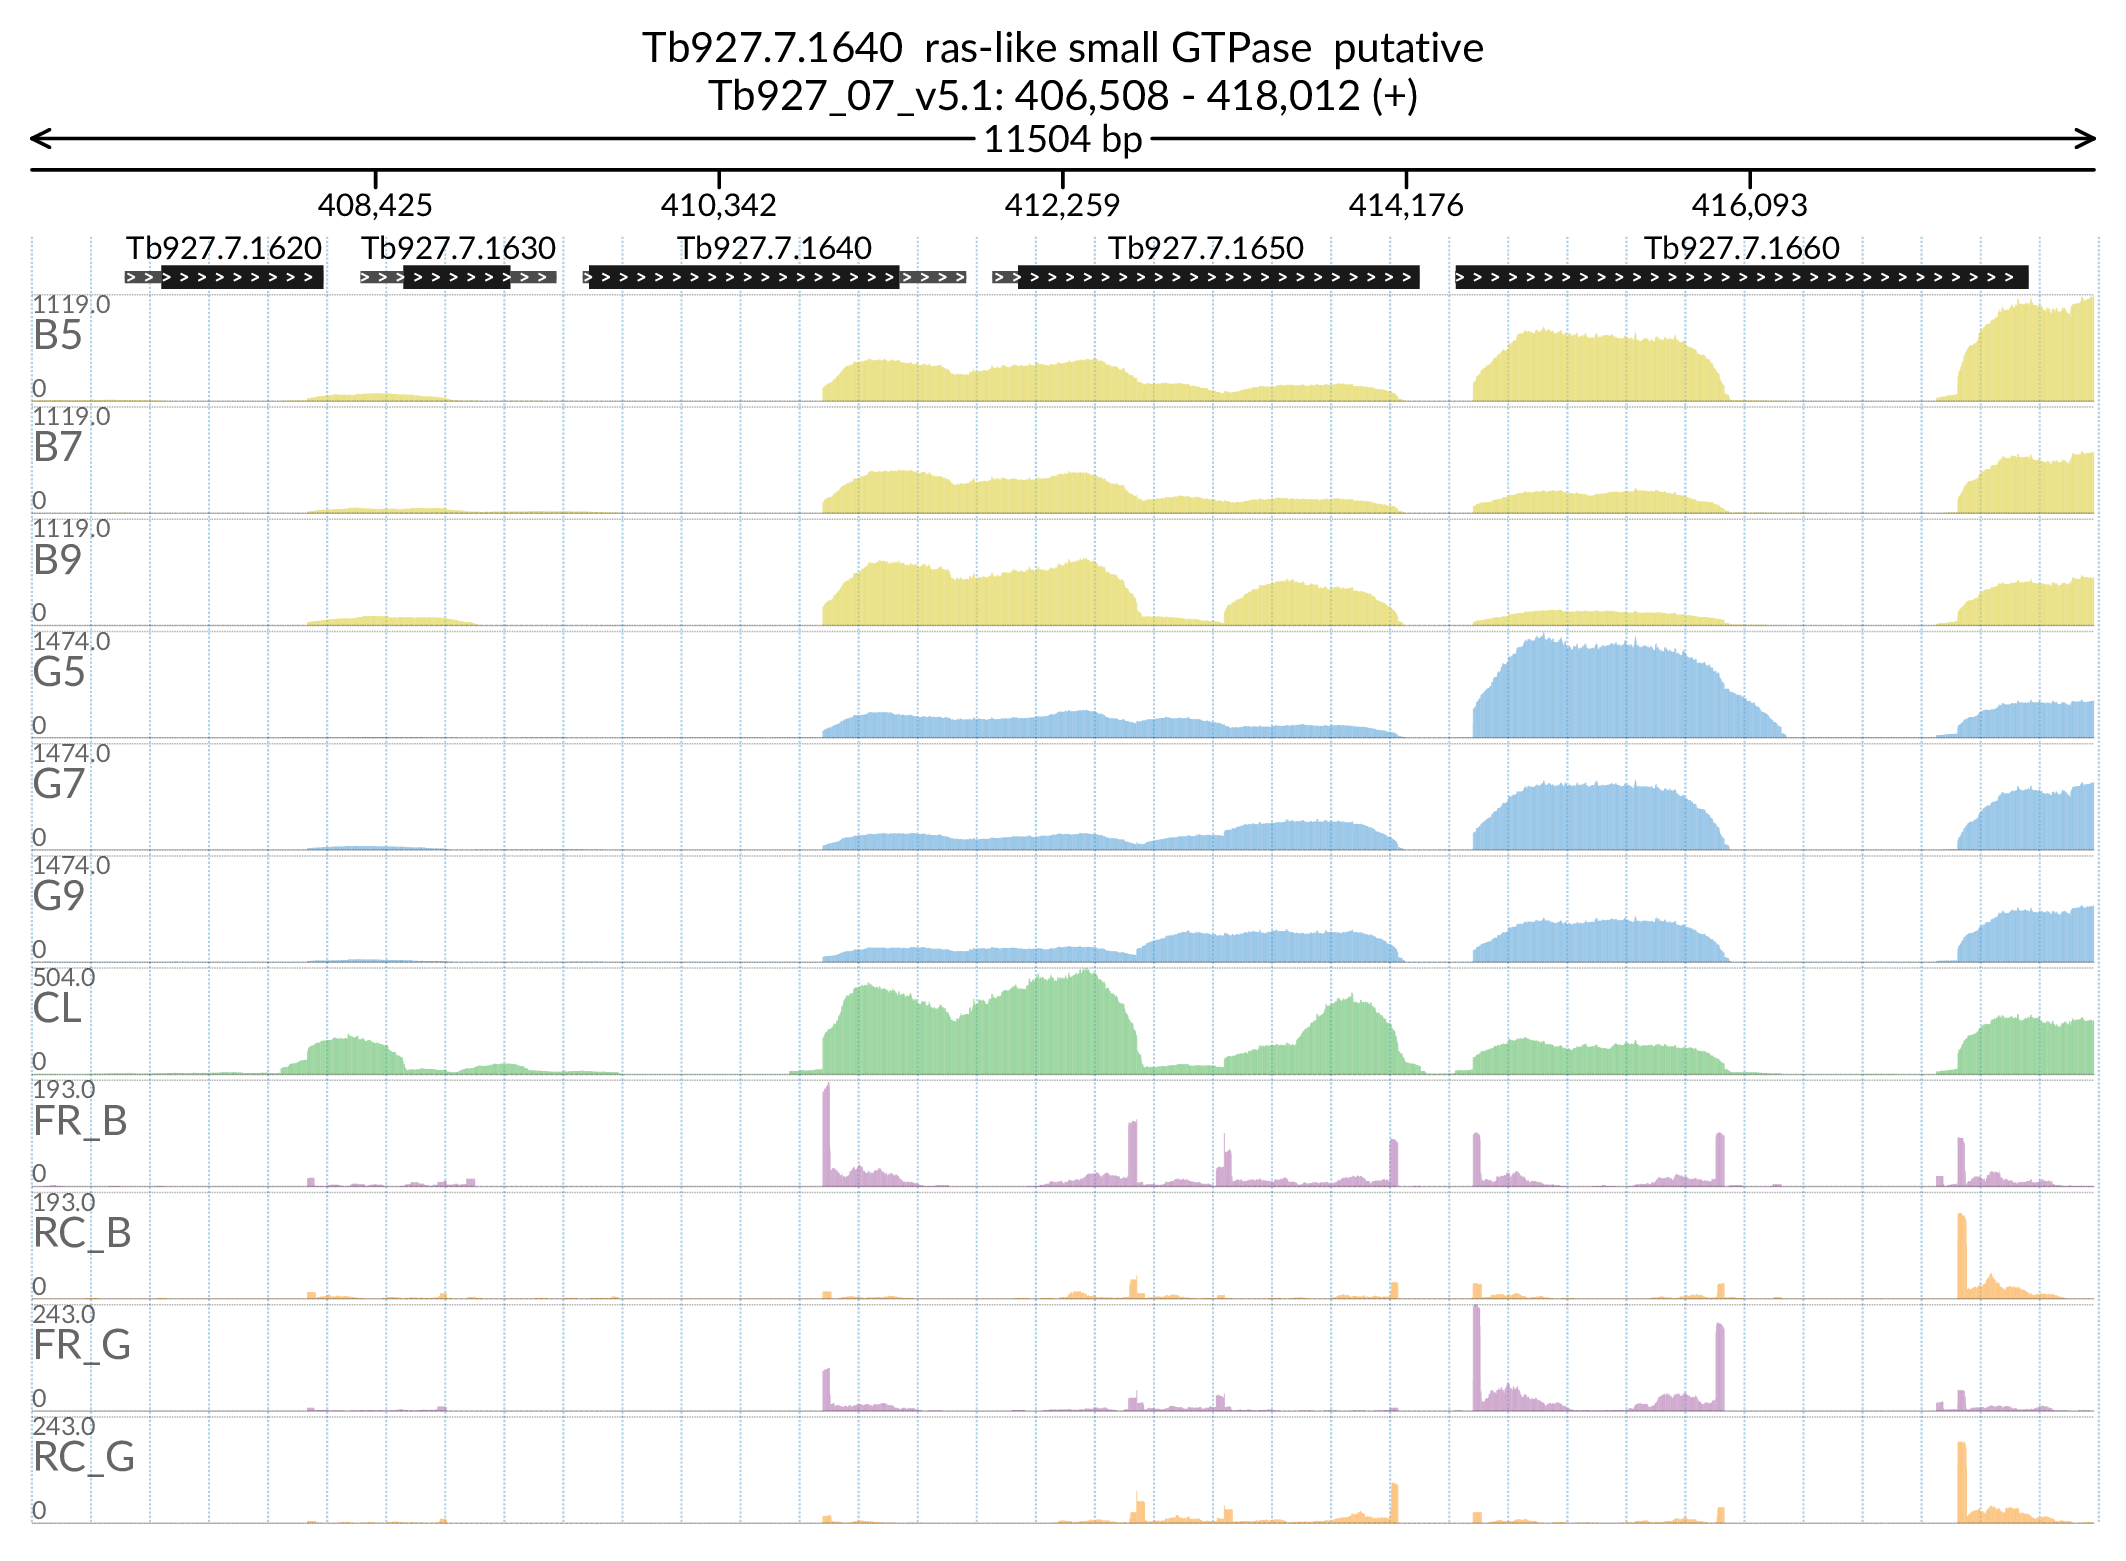 Tb927.7.1640  ras-like small GTPase  putative
Tb927_07_v5.1: 406,508 - 418,012 (+)
11504 bp
408,425 410,342 412,259 414,176 416,093
Tb927.7.1620 Tb927.7.1630 Tb927.7.1640 Tb927.7.1650 Tb927.7.1660
1119.0
B5
0
1119.0
B7
0
1119.0
B9
0
1474.0
G5
0
1474.0
G7
0
1474.0
G9
0
504.0
CL
0
193.0
FR_B
0
193.0
RC_B
0
243.0
FR_G
0
243.0
RC_G
0